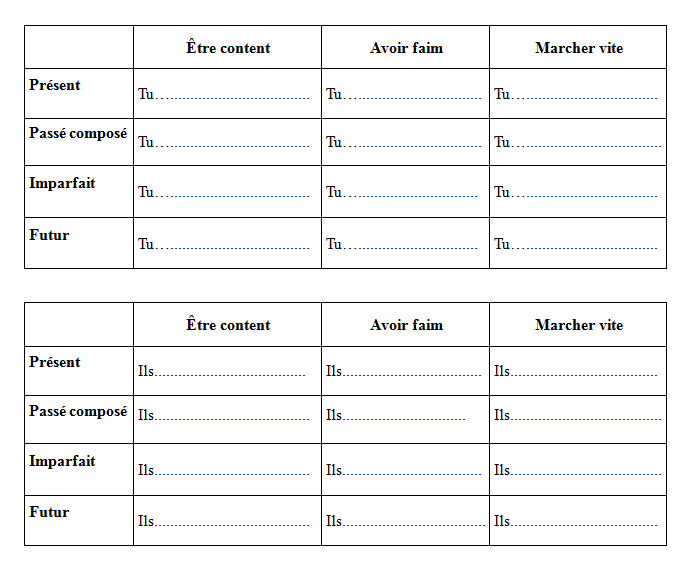 Être content Avoir faim Marcher vite
Présent Tu…................................... Tu…............................... Tu….................................
Passé composé Tu…................................... Tu…............................... Tu…..................................
Imparfait Tu…................................... Tu….............................. Tu….................................
Futur Tu…................................... Tu….............................. Tu….................................
Être content Avoir faim Marcher vite
Présent Ils...................................... Ils................................... Ils.....................................
Passé composé Ils....................................... Ils............................... Ils......................................
Imparfait Ils....................................... Ils................................... Ils......................................
Futur Ils....................................... Ils.................................... Ils.....................................